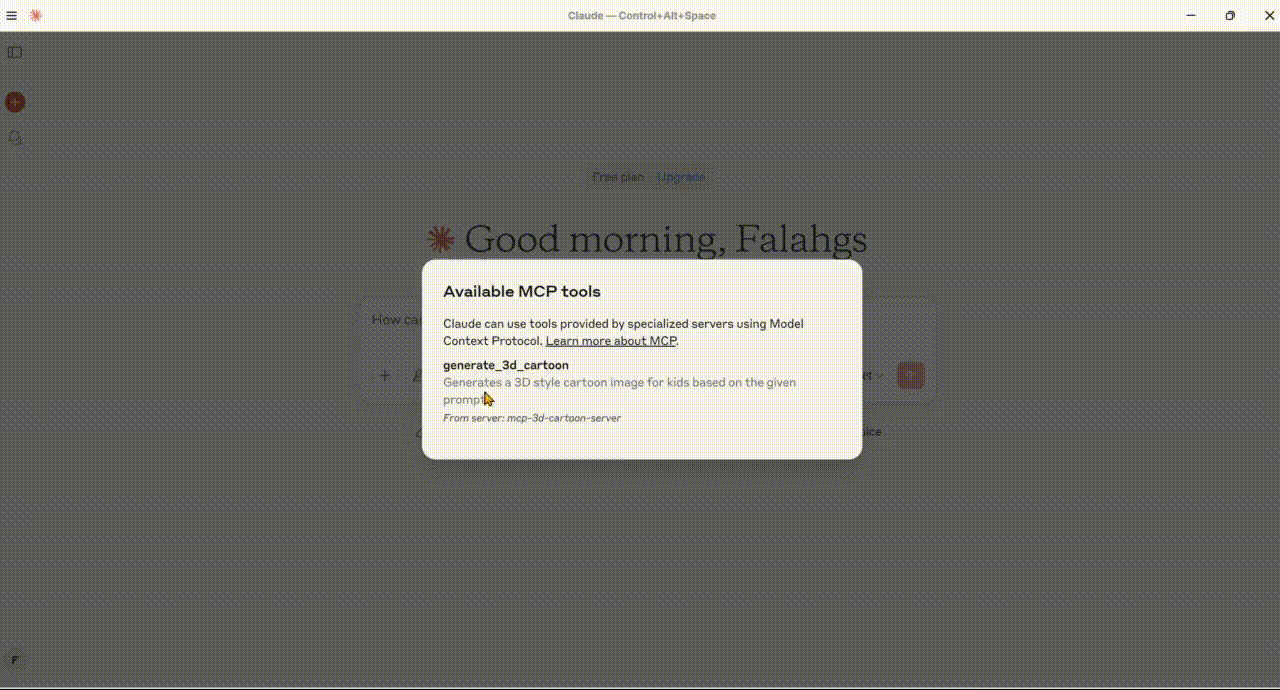 Claude — Control+Alt+Space
Free plan Upgrade
Good morning, Falahgs
Available MCP tools
Claude can use tools provided by specialized servers using Model
Context Protocol. Learn more about MCP.
generate_3d_cartoon
Generates a 3D style cartoon image for kids based on the given
prompt
From server: mcp-3d-cartoon-server
How
F